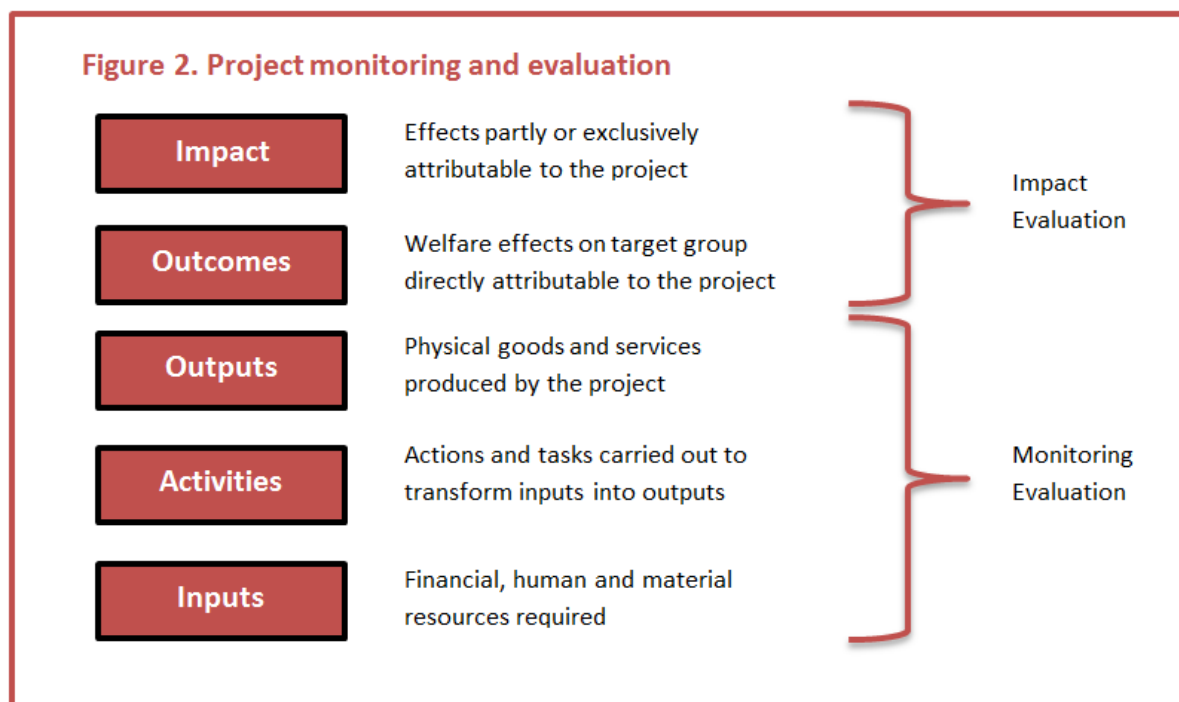 Figure 2. Project monitoring and evaluation
Impact
Effects partly or exclusively
attributable to the project
Outcomes
Welfare effects on target group
directly attributable to the project
Impact
Evaluation
Outputs
Physical goods and services
produced by the project
Activities
Actions and tasks carried out to
transform inputs into outputs
Inputs
Financial, human and material
resources required
Monitoring
Evaluation